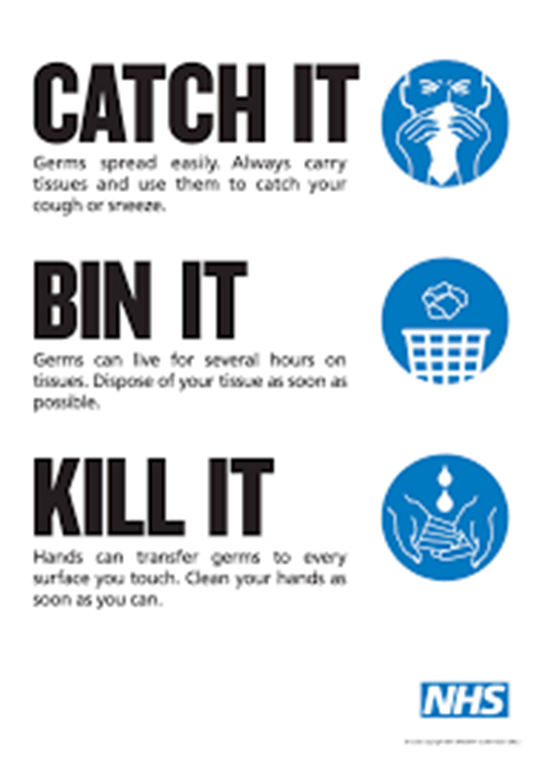 CATCH IT
Germs spread easily. Always carry
tissues and use them to catch your
cough or sneeze.
BIN IT
Germs can live for several hours on
tissues. Dispose of your tissue as soon as
possible.
KILL IT
Hands can transfer germs to every
surface you touch. Clean your hands as
soon as you can.
NHS